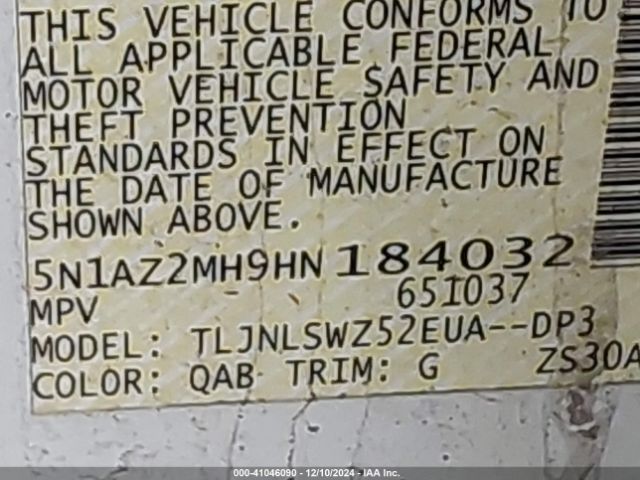 THIS VEHICLE CONFORMS TO
ALL APPLICABLE FEDERAL
MOTOR VEHICLE SAFETY AND
THEFT PREVENTION
STANDARDS IN EFFECT ON
THE DATE OF MANUFACTURE
SHOWN ABOVE.
5N1AZ2MH9HN184032
MPV 651037
MODEL: TLJNLSWZ52EUA--DP3
COLOR: QAB TRIM: G ZS30A
000-41046090 - 12/10/2024 - IAA Inc.